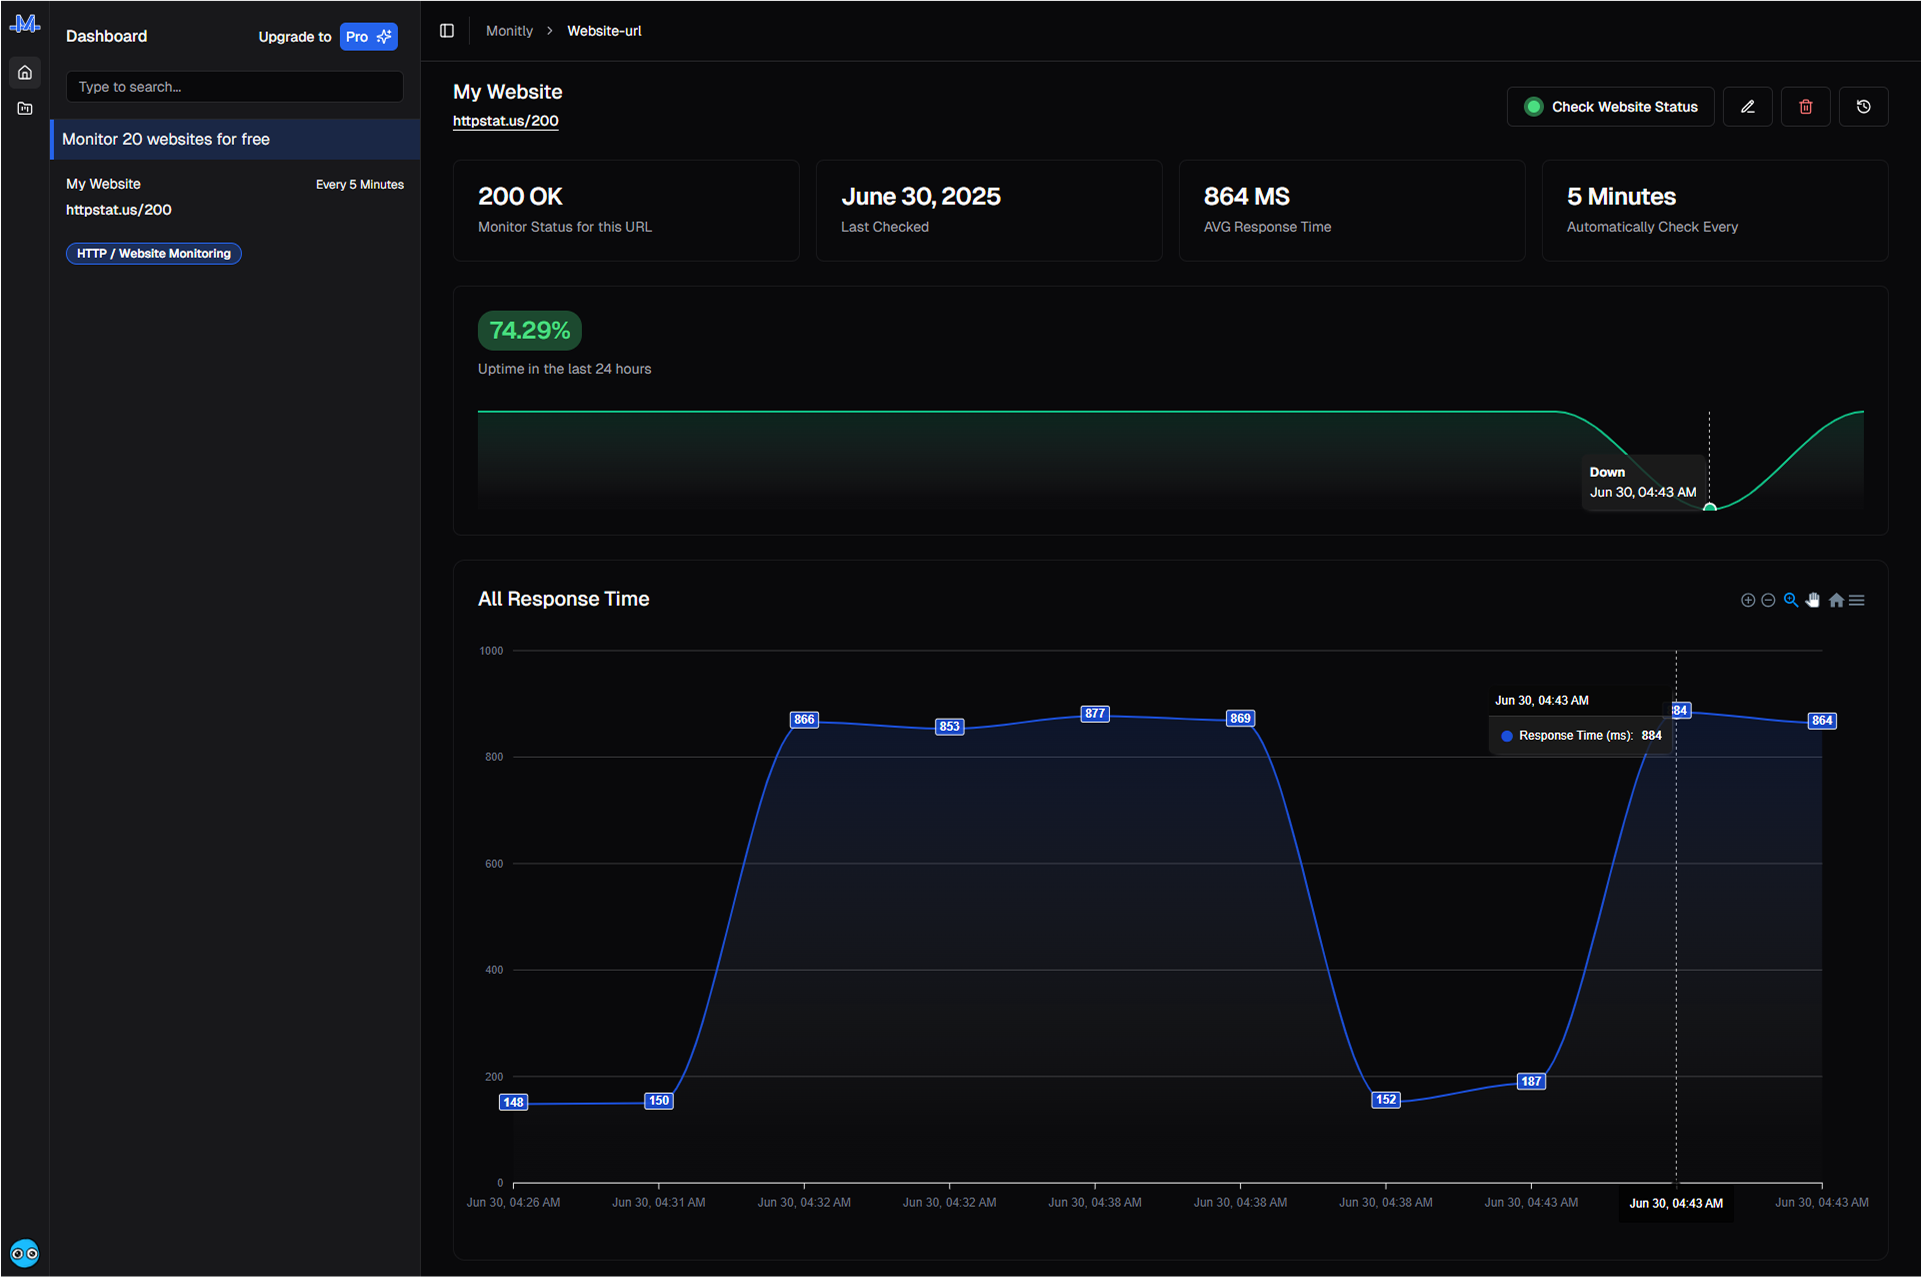 Dashboard
Upgrade to Pro
Type to search...
Monitor 20 websites for free
My Website
Every 5 Minutes
httpstat.us/200
HTTP / Website Monitoring
Monitly > Website-url
My Website
httpstat.us/200
Check Website Status
200 OK
Monitor Status for this URL
June 30, 2025
Last Checked
864 MS
AVG Response Time
5 Minutes
Automatically Check Every
74.29%
Uptime in the last 24 hours
Down
Jun 30, 04:43 AM
All Response Time
1000
800
600
400
200
0
148
150
866
853
877
869
152
187
84
864
Jun 30, 04:43 AM
Response Time (ms): 884
Jun 30, 04:26 AM
Jun 30, 04:31 AM
Jun 30, 04:32 AM
Jun 30, 04:32 AM
Jun 30, 04:38 AM
Jun 30, 04:38 AM
Jun 30, 04:38 AM
Jun 30, 04:43 AM
Jun 30, 04:43 AM
Jun 30, 04:43 AM